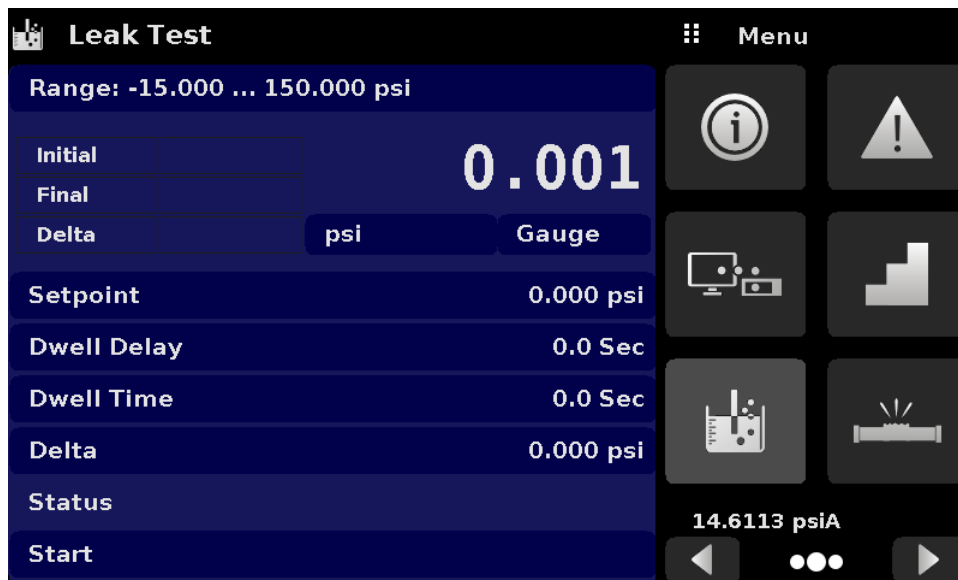 Leak Test
Menu
Range: -15.000 ... 150.000 psi
Initial
0.001
Final
Delta
psi
Gauge
Setpoint
0.000 psi
Dwell Delay
0.0 Sec
Dwell Time
0.0 Sec
Delta
0.000 psi
Status
Start
14.6113 psiA